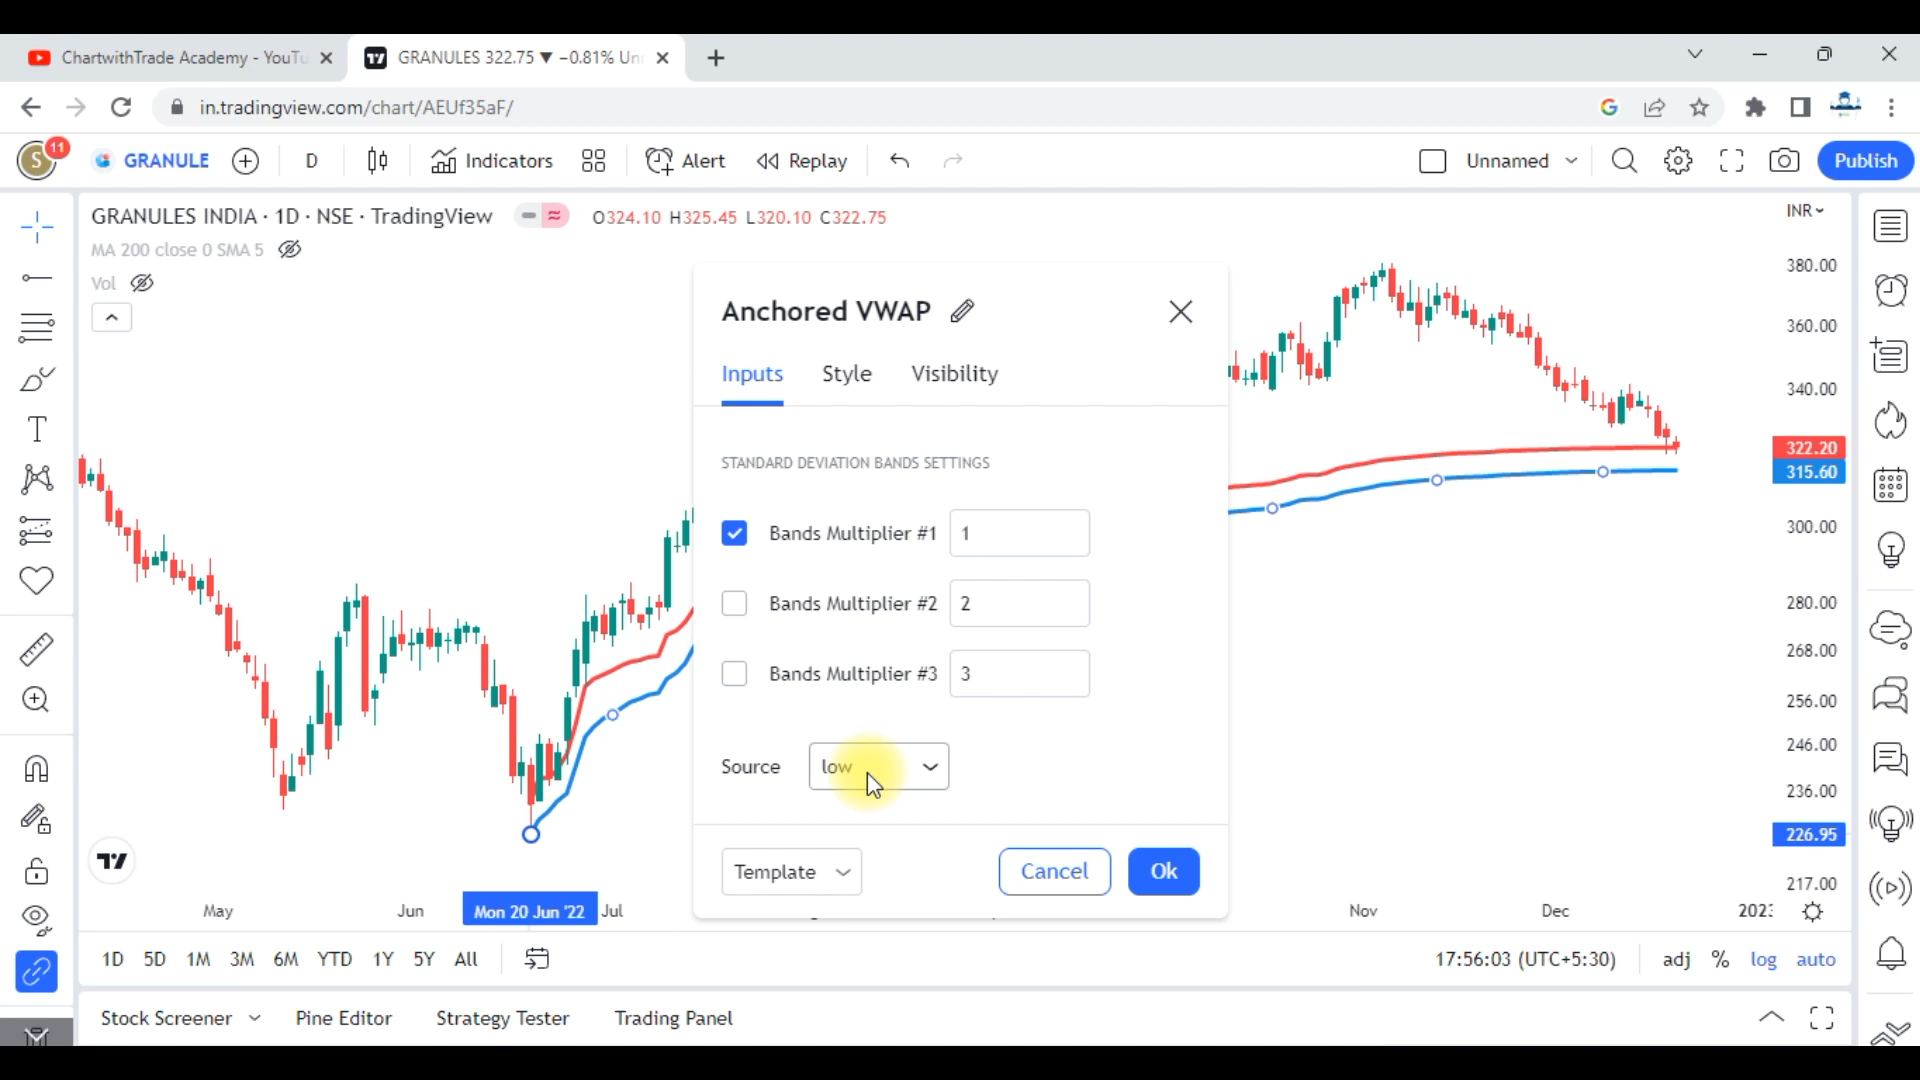 ChartwithTrade Academy - YouTu
GRANULES 322.75 ▼ −0.81% Un
in.tradingview.com/chart/AEUf35aF/
S
11
GRANULE
D
Indicators
Alert
Replay
Unnamed
Publish
GRANULES INDIA · 1D · NSE · TradingView
O324.10 H325.45 L320.10 C322.75
INR
MA 200 close 0 SMA 5
Vol
380.00
360.00
340.00
322.20
315.60
300.00
280.00
268.00
256.00
246.00
236.00
226.95
217.00
Anchored VWAP
Inputs
Style
Visibility
STANDARD DEVIATION BANDS SETTINGS
Bands Multiplier #1
1
Bands Multiplier #2
2
Bands Multiplier #3
3
Source
low
Template
Cancel
Ok
May
Jun
Mon 20 Jun '22
Jul
Nov
Dec
2023
1D
5D
1M
3M
6M
YTD
1Y
5Y
All
17:56:03 (UTC+5:30)
adj
%
log
auto
Stock Screener
Pine Editor
Strategy Tester
Trading Panel